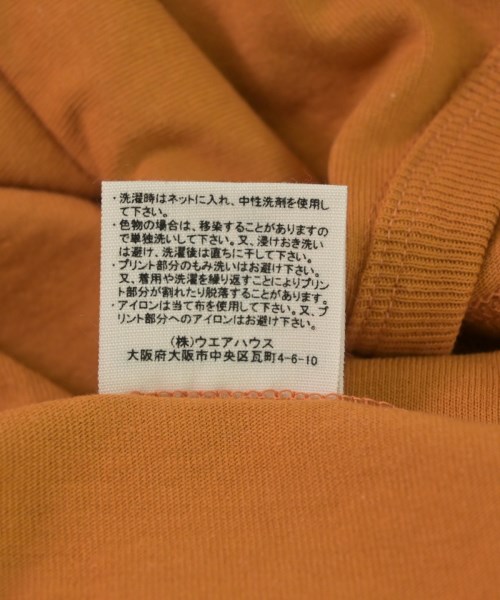 ・洗濯時はネットに入れ、中性洗剤を使用し
て下さい。
・色物の場合は、移染することがありますの
で単独洗いして下さい。又、浸けおき洗い
は避け、洗濯後は直ちに干して下さい。
・プリント部分のもみ洗いはお避け下さい。
又、着用や洗濯を繰り返すことによりプリン
ト部分が割れたり脱落することがあります。
・アイロンは当て布を使用して下さい。又、プ
リント部分へのアイロンはお避け下さい。
(株)ウエアハウス
大阪府大阪市中央区瓦町4-6-10